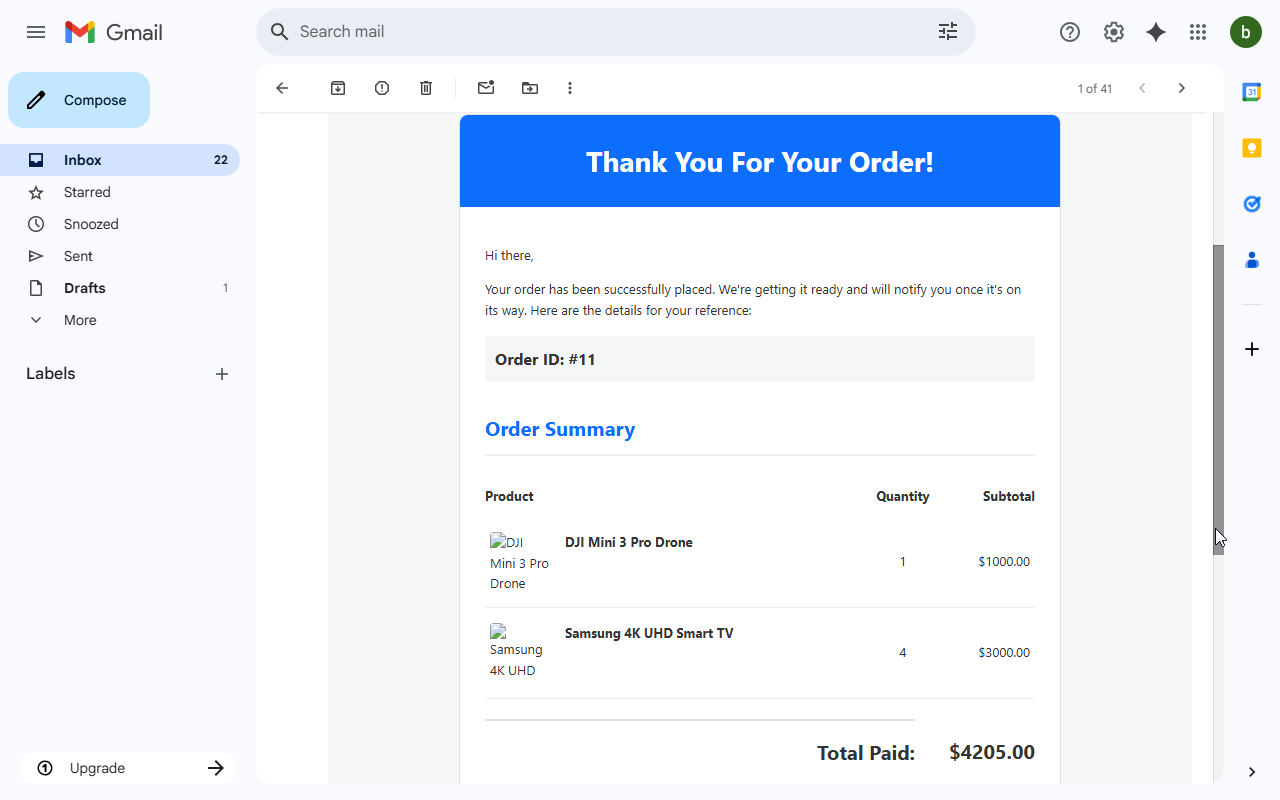 Gmail
Search mail
b
Compose
1 of 41
31
Inbox 22
Starred
Snoozed
Sent
Drafts 1
More
Labels
Upgrade
Thank You For Your Order!
Hi there,
Your order has been successfully placed. We're getting it ready and will notify you once it's on
its way. Here are the details for your reference:
Order ID: #11
Order Summary
Product Quantity Subtotal
DJI
Mini 3 Pro
Drone
DJI Mini 3 Pro Drone
1
$1000.00
Samsung
4K UHD
Samsung 4K UHD Smart TV
4
$3000.00
Total Paid: $4205.00